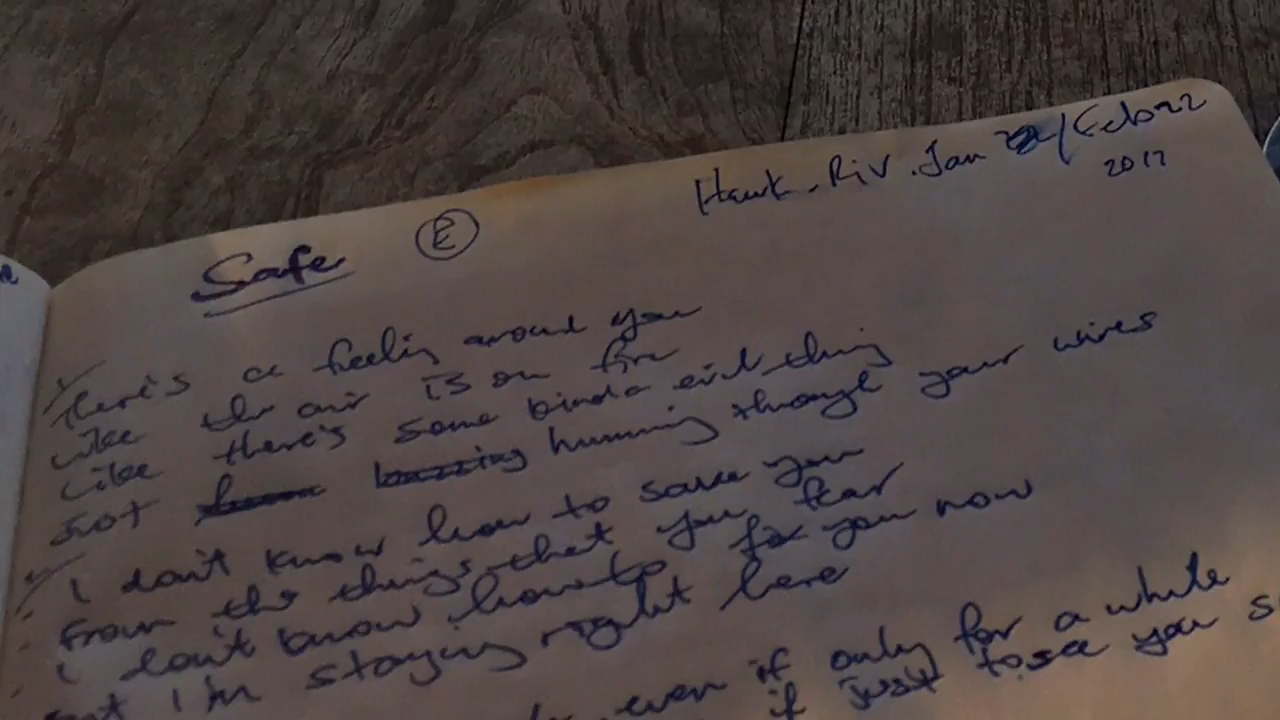 Hawk. Riv. Jan /Feb 22
2017
Safe E
There's a feeling around you
like the air is on fire
like there's some kinda evil thing
just humming through your wires
I don't know how to save you
from the things that you fear
I don't know how to fix you now
but I'm staying right here
even if only for a while
if just to see you s